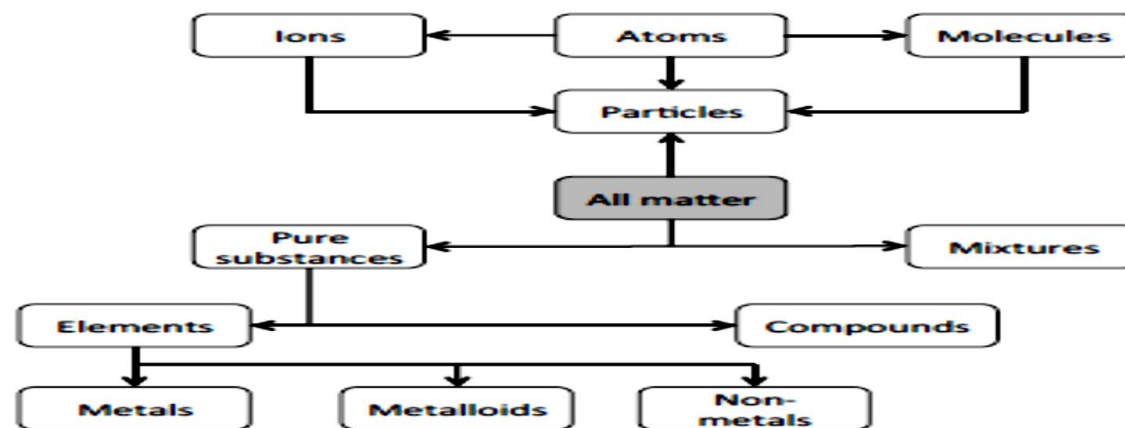 Ions
Atoms
Molecules
Particles
All matter
Pure
substances
Mixtures
Elements
Compounds
Metals
Metalloids
Non-
metals